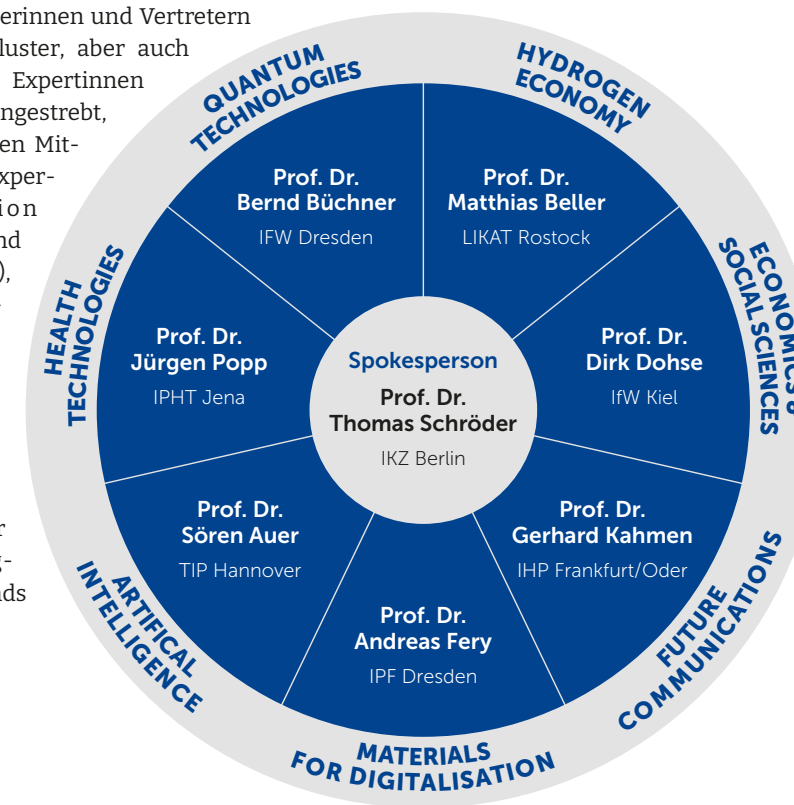 erinnen und Vertretern
luster, aber auch
Expertinnen
ngestrebt,
en Mit-
xper-
ion
nd
),
QUANTUM
TECHNOLOGIES
HYDROGEN
ECONOMY
ECONOMICS &
SOCIAL SCIENCES
FUTURE
COMMUNICATIONS
MATERIALS
FOR DIGITALISATION
ARTIFICAL
INTELLIGENCE
HEALTH
TECHNOLOGIES
Prof. Dr.
Bernd Büchner
IFW Dresden
Prof. Dr.
Matthias Beller
LIKAT Rostock
Prof. Dr.
Dirk Dohse
IfW Kiel
Prof. Dr.
Gerhard Kahmen
IHP Frankfurt/Oder
Prof. Dr.
Andreas Fery
IPF Dresden
Prof. Dr.
Sören Auer
TIP Hannover
Prof. Dr.
Jürgen Popp
IPHT Jena
Spokesperson
Prof. Dr.
Thomas Schröder
IKZ Berlin
r
g-
nds